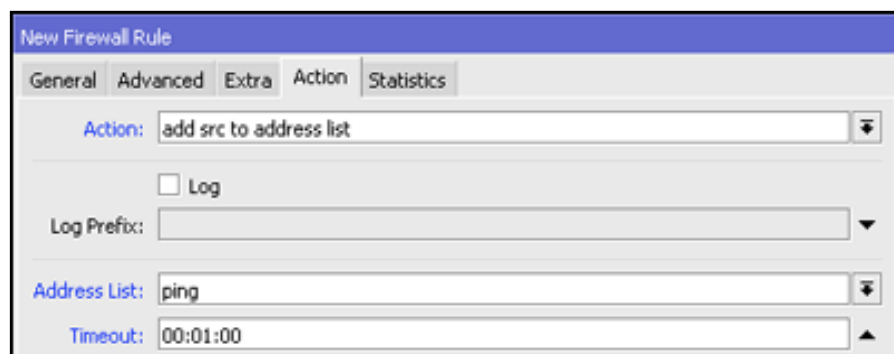 New Firewall Rule
General Advanced Extra Action Statistics
Action: add src to address list
Log
Log Prefix:
Address List: ping
Timeout: 00:01:00